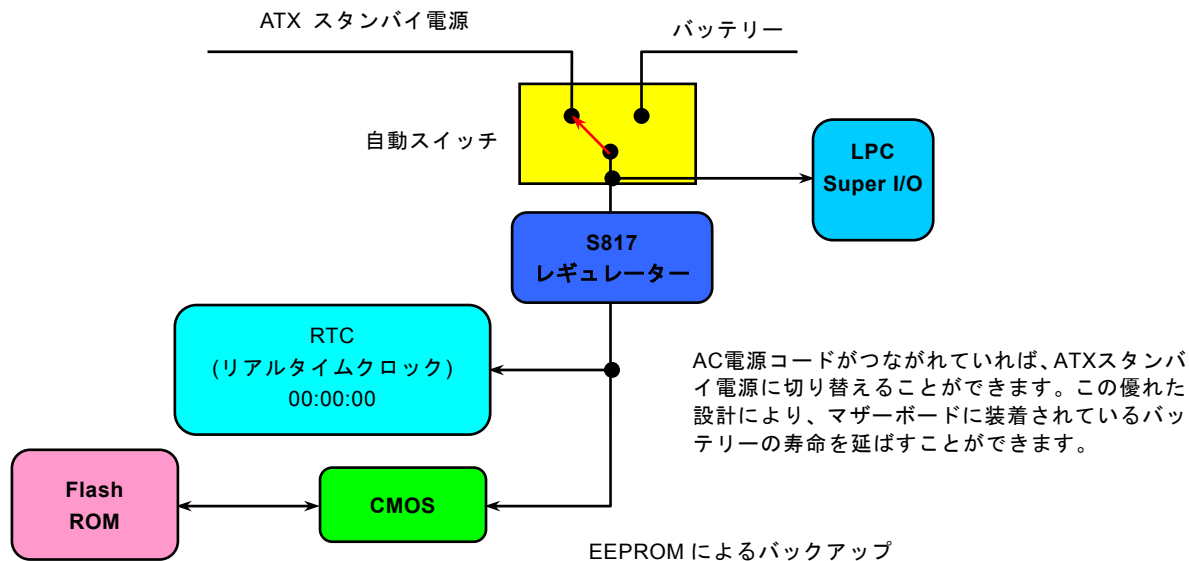 ATX スタンバイ電源
バッテリー
自動スイッチ
LPC
Super I/O
S817
レギュレーター
RTC
(リアルタイムクロック)
00:00:00
AC電源コードがつながれていれば、ATXスタンバ
イ電源に切り替えることができます。この優れた
設計により、マザーボードに装着されているバッ
テリーの寿命を延ばすことができます。
Flash
ROM
CMOS
EEPROM によるバックアップ